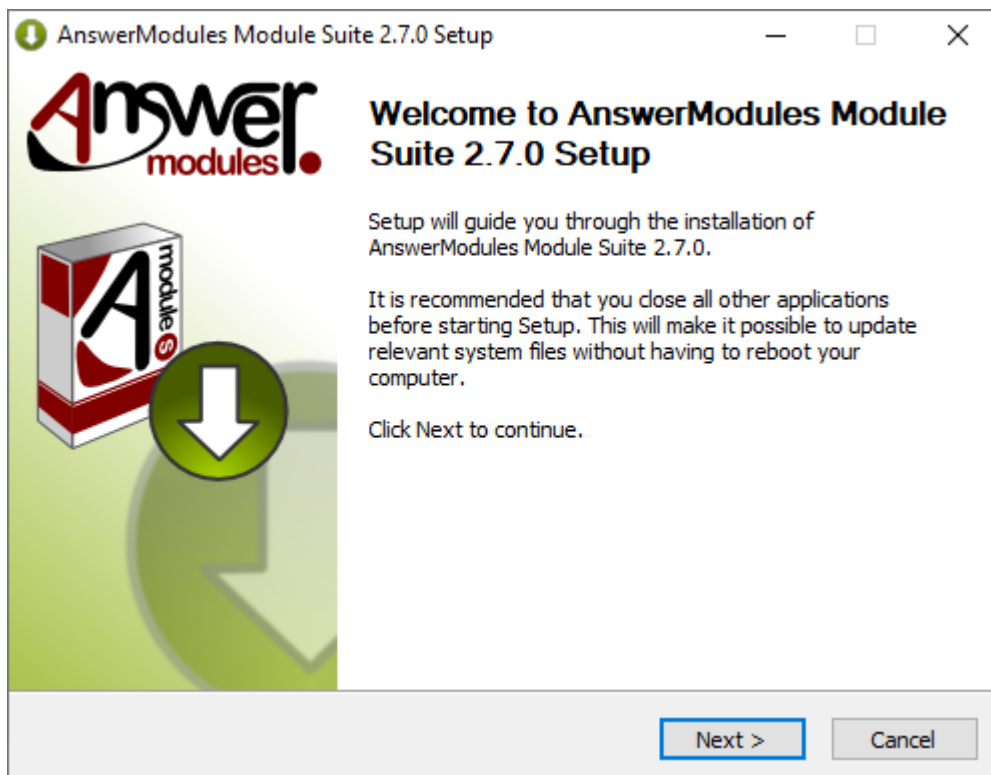 AnswerModules Module Suite 2.7.0 Setup
Answer
modules
Welcome to AnswerModules Module
Suite 2.7.0 Setup
Setup will guide you through the installation of
AnswerModules Module Suite 2.7.0.
It is recommended that you close all other applications
before starting Setup. This will make it possible to update
relevant system files without having to reboot your
computer.
Click Next to continue.
A
module s
Next >
Cancel